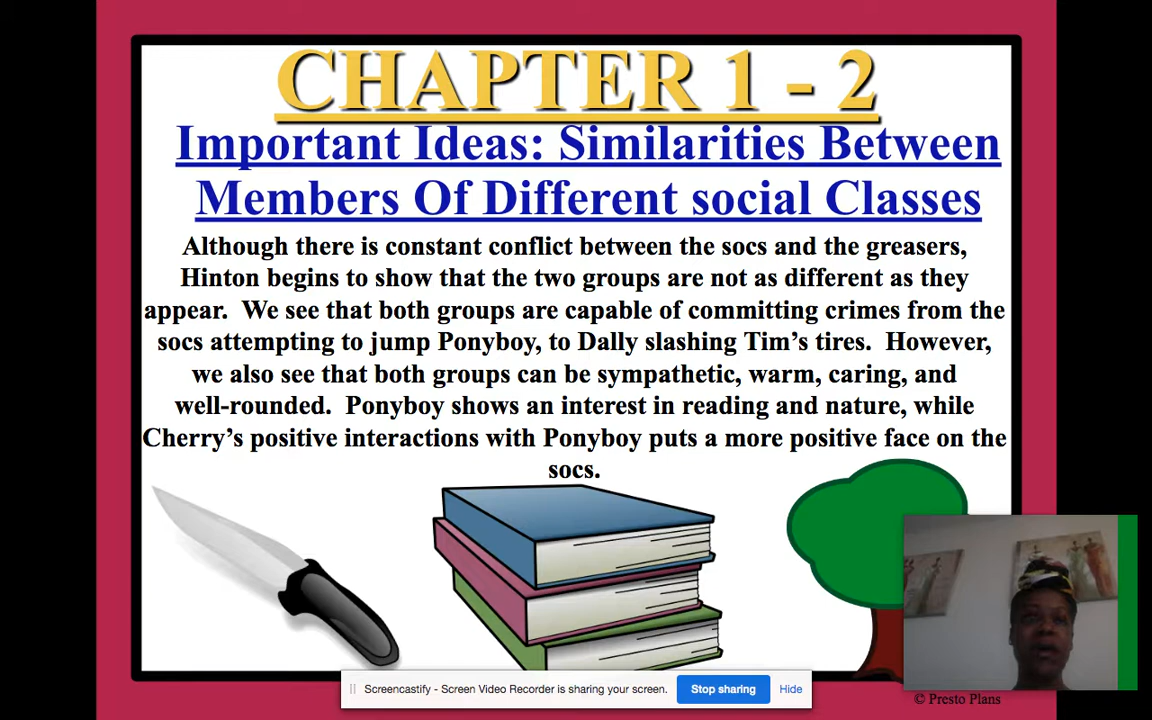 CHAPTER 1 - 2
Important Ideas: Similarities Between
Members Of Different social Classes
Although there is constant conflict between the socs and the greasers,
Hinton begins to show that the two groups are not as different as they
appear. We see that both groups are capable of committing crimes from the
socs attempting to jump Ponyboy, to Dally slashing Tim's tires. However,
we also see that both groups can be sympathetic, warm, caring, and
well-rounded. Ponyboy shows an interest in reading and nature, while
Cherry's positive interactions with Ponyboy puts a more positive face on the
socs.
Screencastify - Screen Video Recorder is sharing your screen. Stop sharing Hide
© Presto Plans